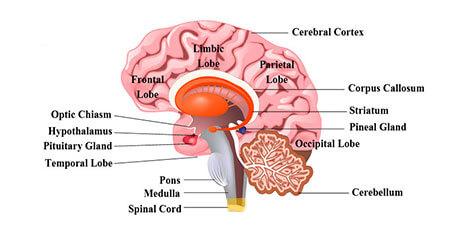 Cerebral Cortex
Limbic
Lobe
Parietal
Lobe
Frontal
Lobe
Corpus Callosum
Striatum
Optic Chiasm
Pineal Gland
Hypothalamus
Pituitary Gland
Occipital Lobe
Temporal Lobe
Pons
Medulla
Cerebellum
Spinal Cord